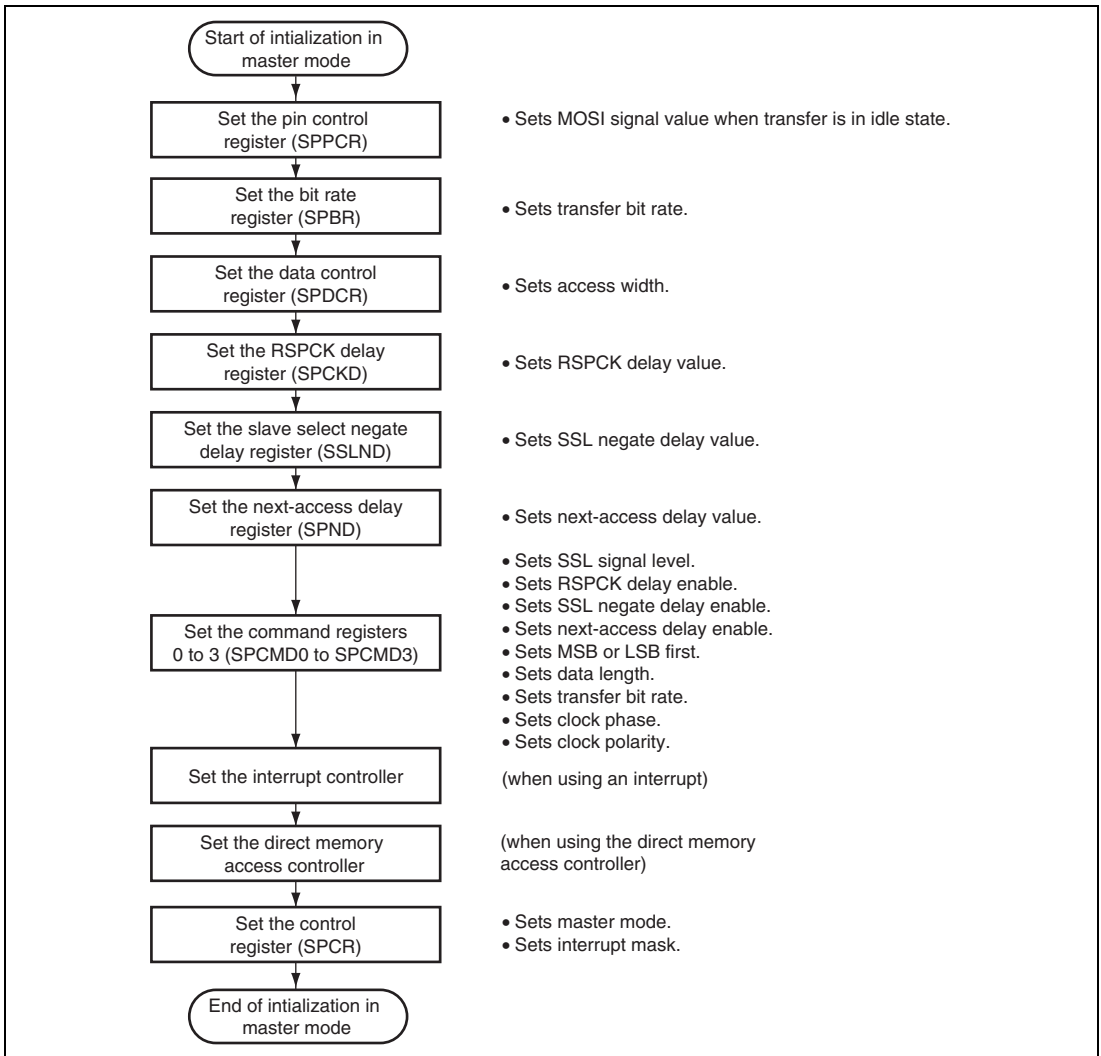 Start of intialization in
master mode
Set the pin control
register (SPPCR)
• Sets MOSI signal value when transfer is in idle state.
Set the bit rate
register (SPBR)
• Sets transfer bit rate.
Set the data control
register (SPDCR)
• Sets access width.
Set the RSPCK delay
register (SPCKD)
• Sets RSPCK delay value.
Set the slave select negate
delay register (SSLND)
• Sets SSL negate delay value.
Set the next-access delay
register (SPND)
• Sets next-access delay value.
Set the command registers
0 to 3 (SPCMD0 to SPCMD3)
• Sets SSL signal level.
• Sets RSPCK delay enable.
• Sets SSL negate delay enable.
• Sets next-access delay enable.
• Sets MSB or LSB first.
• Sets data length.
• Sets transfer bit rate.
• Sets clock phase.
• Sets clock polarity.
Set the interrupt controller
(when using an interrupt)
Set the direct memory
access controller
(when using the direct memory
access controller)
Set the control
register (SPCR)
• Sets master mode.
• Sets interrupt mask.
End of intialization in
master mode